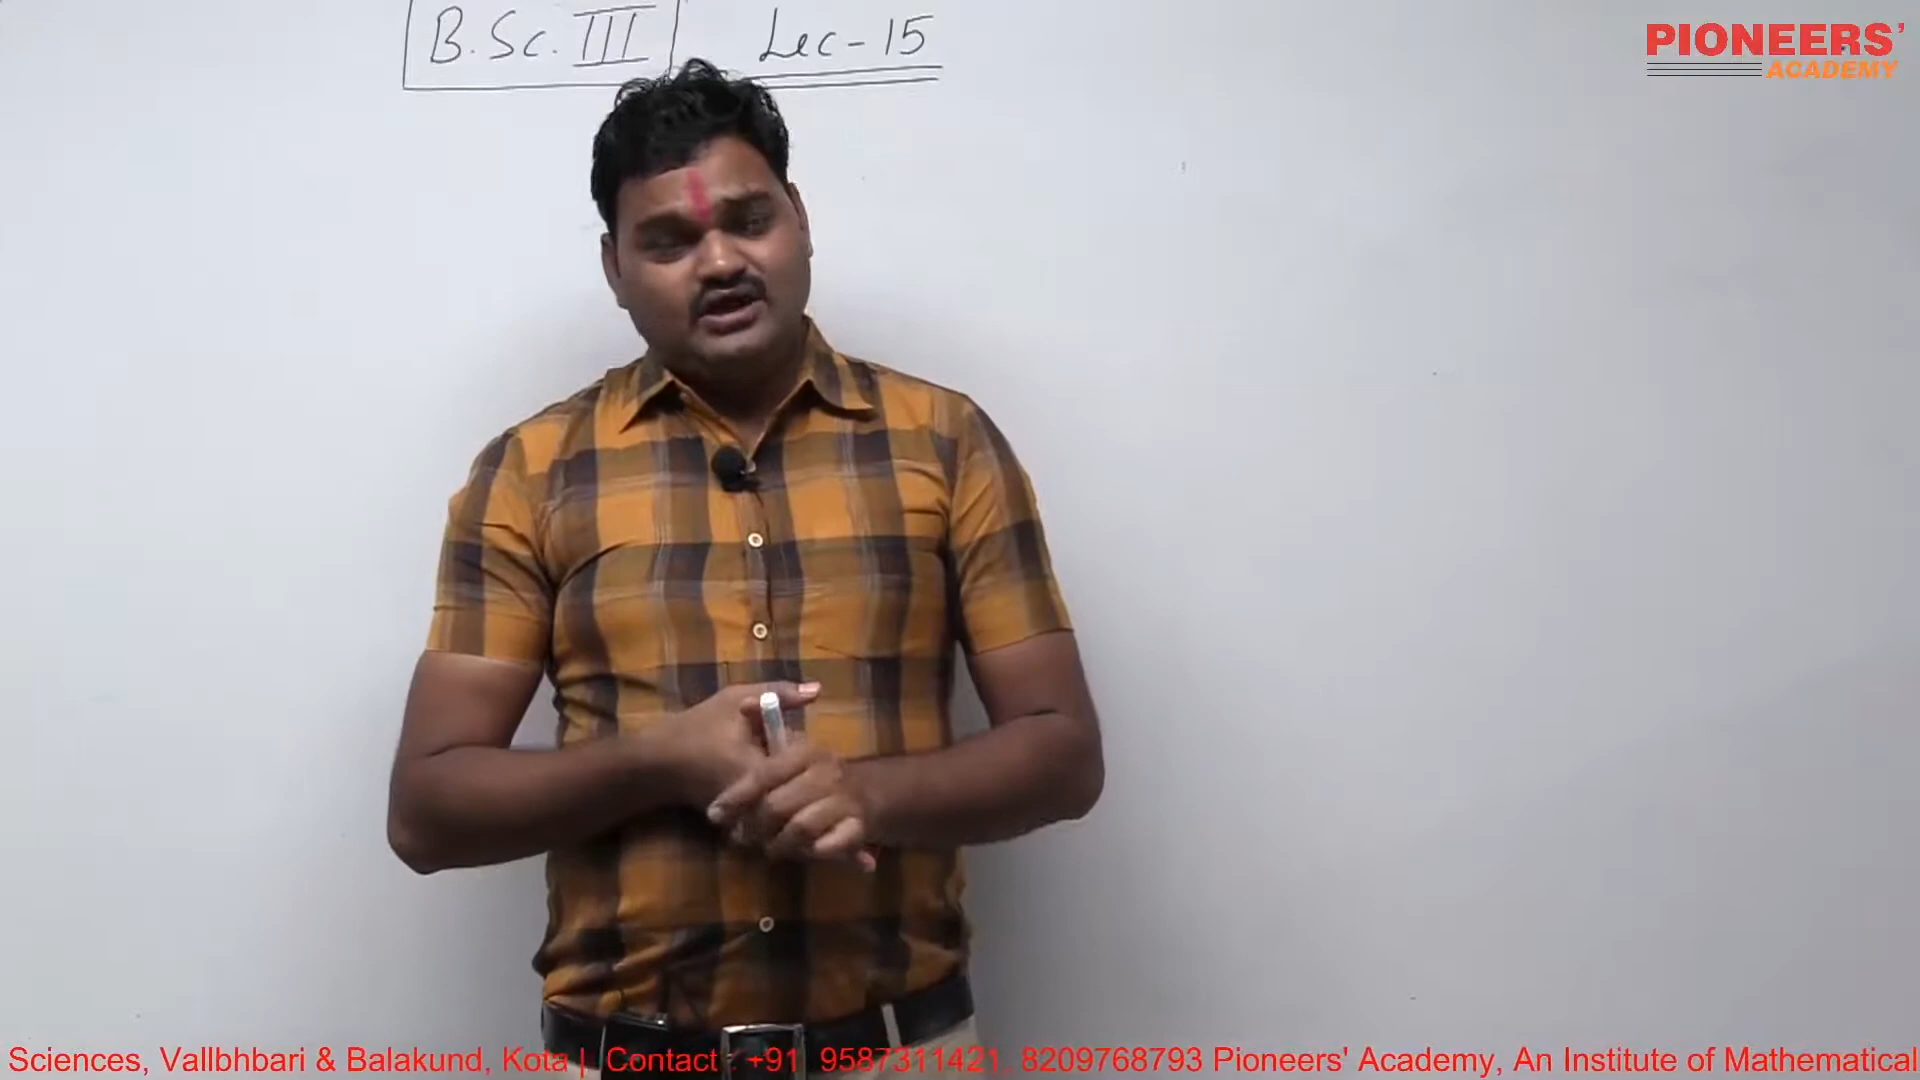 B.Sc. III Lec-15
PIONEERS'
ACADEMY
Sciences, Vallbhbari & Balakund, Kota | Contact : +91 9587311421, 8209768793 Pioneers' Academy, An Institute of Mathematical